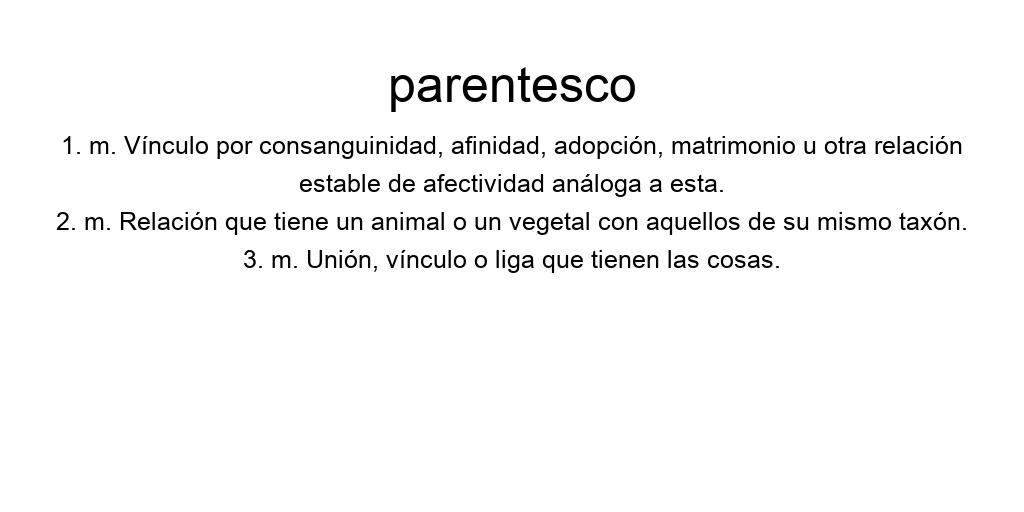 parentesco
1. m. Vínculo por consanguinidad, afinidad, adopción, matrimonio u otra relación
estable de afectividad análoga a esta.
2. m. Relación que tiene un animal o un vegetal con aquellos de su mismo taxón.
3. m. Unión, vínculo o liga que tienen las cosas.